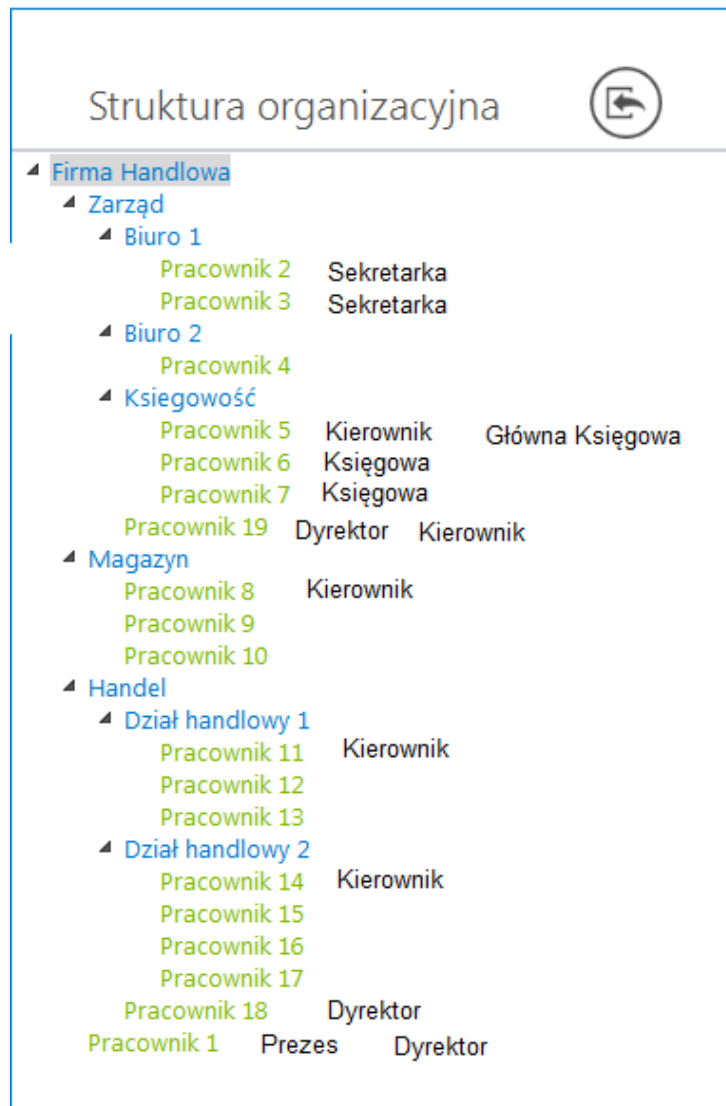 Struktura organizacyjna
Firma Handlowa
Zarząd
Biuro 1
Pracownik 2 Sekretarka
Pracownik 3 Sekretarka
Biuro 2
Pracownik 4
Ksiegowość
Pracownik 5 Kierownik Główna Księgowa
Pracownik 6 Księgowa
Pracownik 7 Księgowa
Pracownik 19 Dyrektor Kierownik
Magazyn
Pracownik 8 Kierownik
Pracownik 9
Pracownik 10
Handel
Dział handlowy 1
Pracownik 11 Kierownik
Pracownik 12
Pracownik 13
Dział handlowy 2
Pracownik 14 Kierownik
Pracownik 15
Pracownik 16
Pracownik 17
Pracownik 18 Dyrektor
Pracownik 1 Prezes Dyrektor